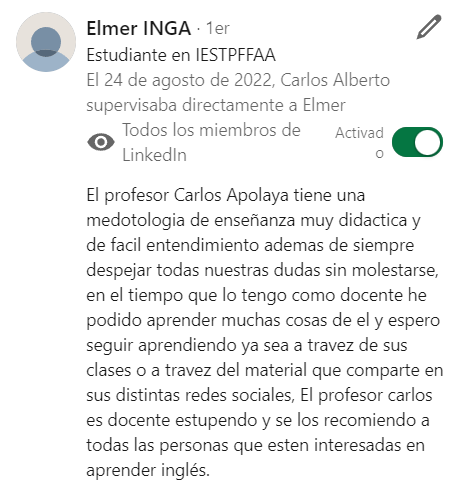 Elmer INGA · 1er
Estudiante en IESTPFFAA
El 24 de agosto de 2022, Carlos Alberto
supervisaba directamente a Elmer
Todos los miembros de
LinkedIn
Activad
o
El profesor Carlos Apolaya tiene una
medotologia de enseñanza muy didactica y
de facil entendimiento ademas de siempre
despejar todas nuestras dudas sin molestarse,
en el tiempo que lo tengo como docente he
podido aprender muchas cosas de el y espero
seguir aprendiendo ya sea a travez de sus
clases o a travez del material que comparte en
sus distintas redes sociales, El profesor carlos
es docente estupendo y se los recomiendo a
todas las personas que esten interesadas en
aprender inglés.